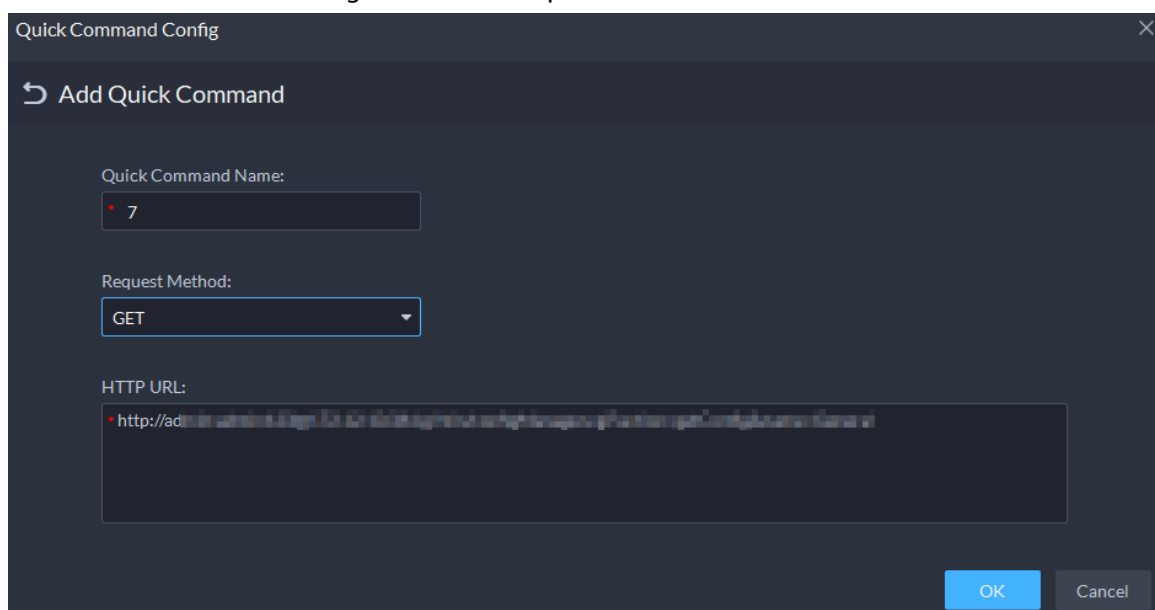 Quick Command Config
Add Quick Command
Quick Command Name:
* 7
Request Method:
GET
HTTP URL:
* http://ad
OK
Cancel